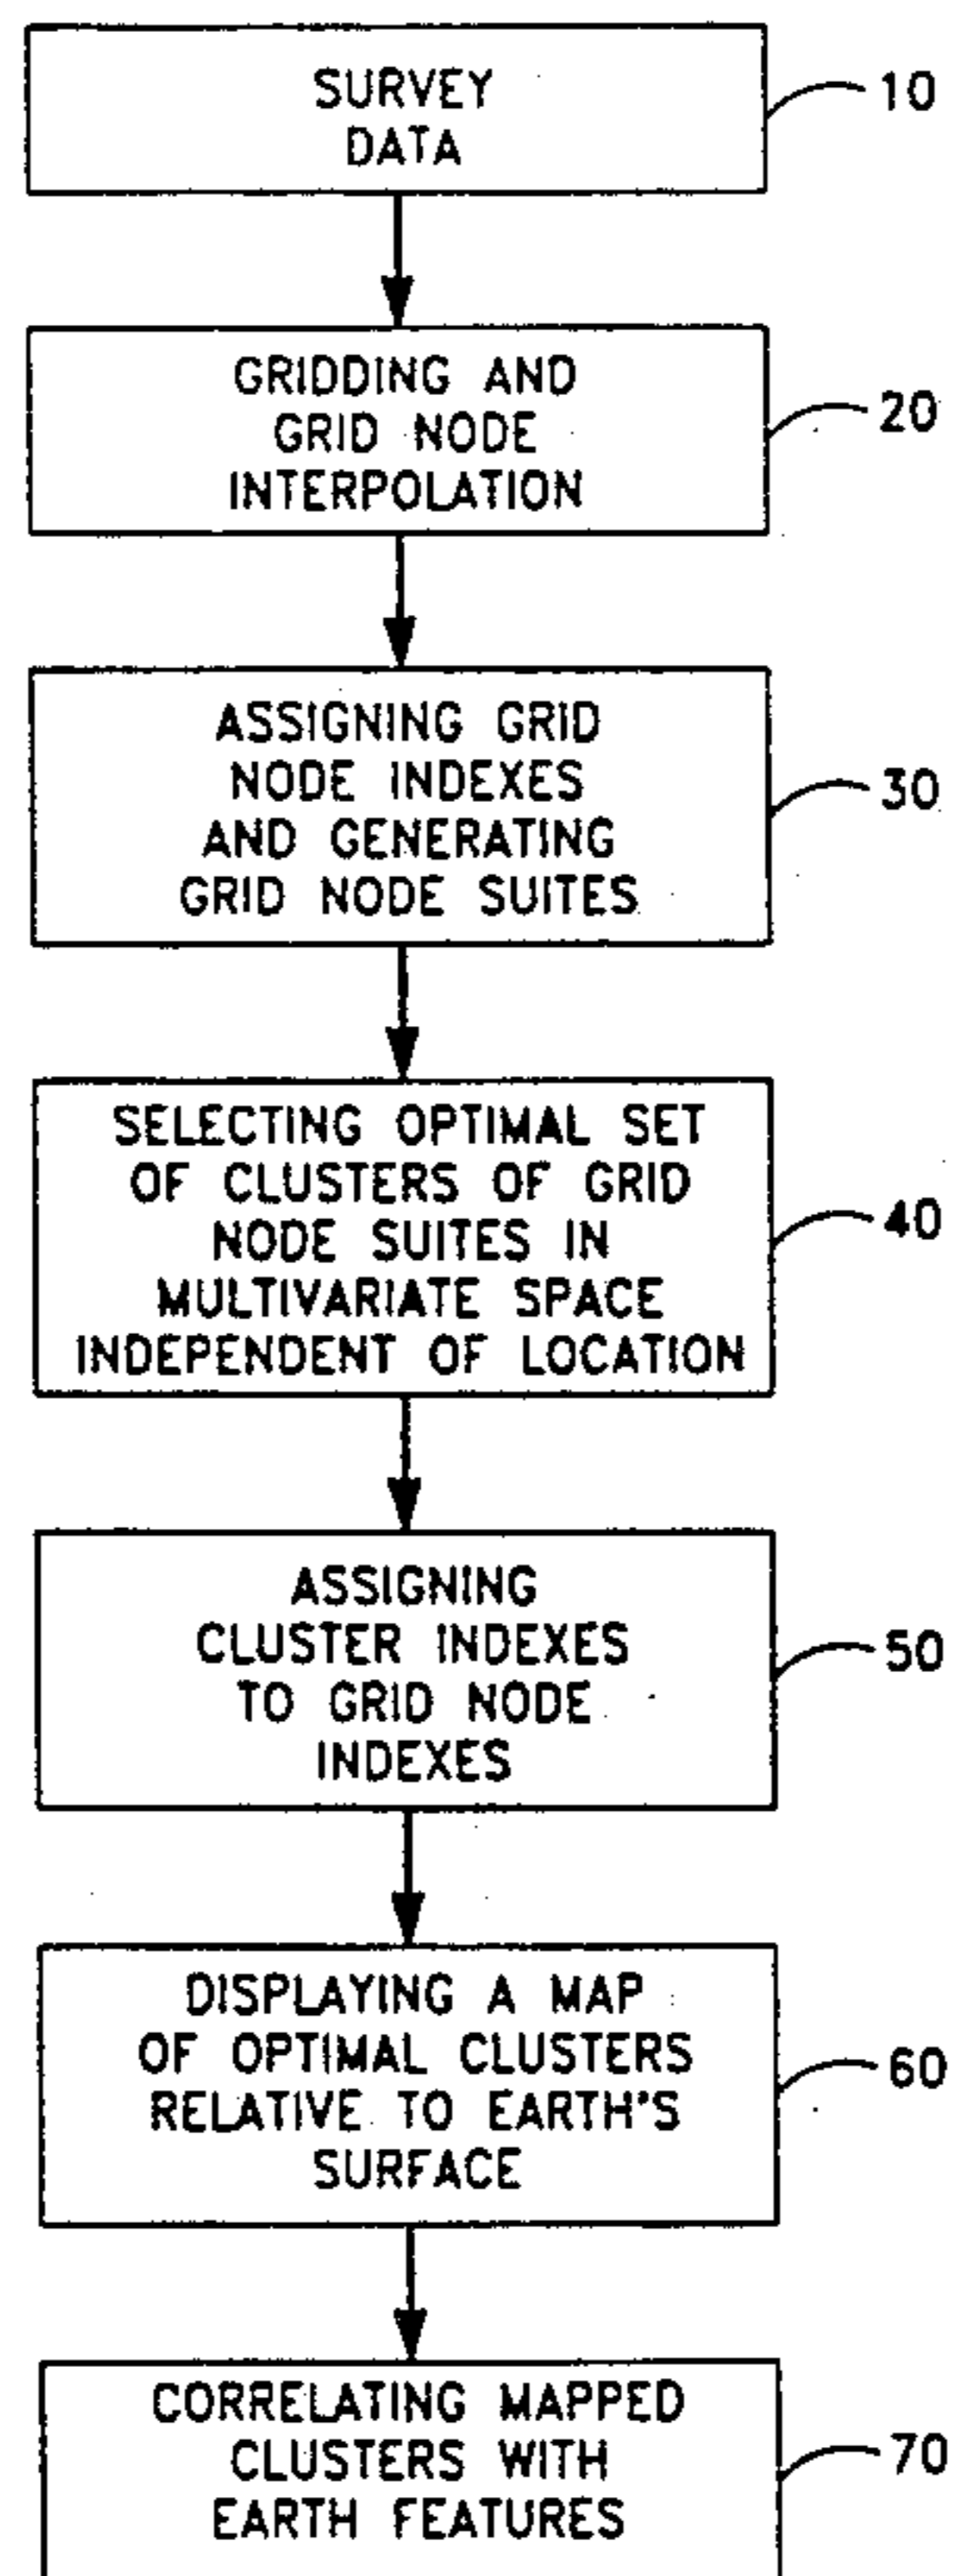 SURVEY
DATA
10
GRIDDING AND
GRID NODE
INTERPOLATION
20
ASSIGNING GRID
NODE INDEXES
AND GENERATING
GRID NODE SUITES
30
SELECTING OPTIMAL SET
OF CLUSTERS OF GRID
NODE SUITES IN
MULTIVARIATE SPACE
INDEPENDENT OF LOCATION
40
ASSIGNING
CLUSTER INDEXES
TO GRID NODE
INDEXES
50
DISPLAYING A MAP
OF OPTIMAL CLUSTERS
RELATIVE TO EARTH'S
SURFACE
60
CORRELATING MAPPED
CLUSTERS WITH
EARTH FEATURES
70